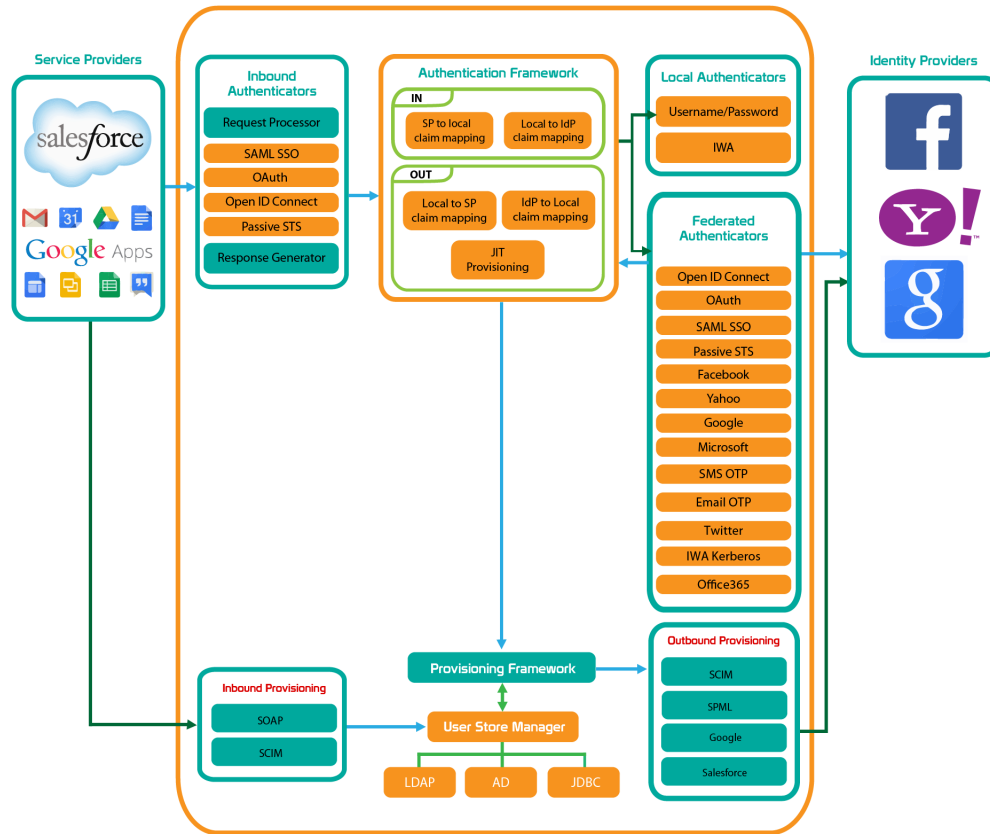 Service Providers
salesforce
31
Google Apps
Inbound
Authenticators
Request Processor
SAML SSO
OAuth
Open ID Connect
Passive STS
Response Generator
Authentication Framework
IN
SP to local
claim mapping
Local to IdP
claim mapping
OUT
Local to SP
claim mapping
IdP to Local
claim mapping
JIT
Provisioning
Local Authenticators
Username/Password
IWA
Federated
Authenticators
Open ID Connect
OAuth
SAML SSO
Passive STS
Facebook
Yahoo
Google
Microsoft
SMS OTP
Email OTP
Twitter
IWA Kerberos
Office365
Identity Providers
f
Y!
TM
g
Inbound Provisioning
SOAP
SCIM
Provisioning Framework
User Store Manager
LDAP
AD
JDBC
Outbound Provisioning
SCIM
SPML
Google
Salesforce